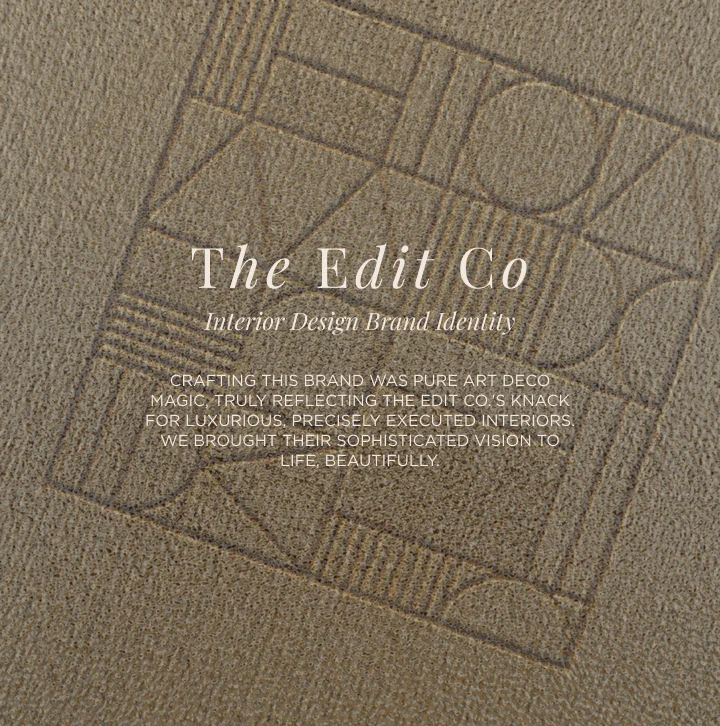 The Edit Co
Interior Design Brand Identity
CRAFTING THIS BRAND WAS PURE ART DECO
MAGIC, TRULY REFLECTING THE EDIT CO.'S KNACK
FOR LUXURIOUS, PRECISELY EXECUTED INTERIORS.
WE BROUGHT THEIR SOPHISTICATED VISION TO
LIFE, BEAUTIFULLY.